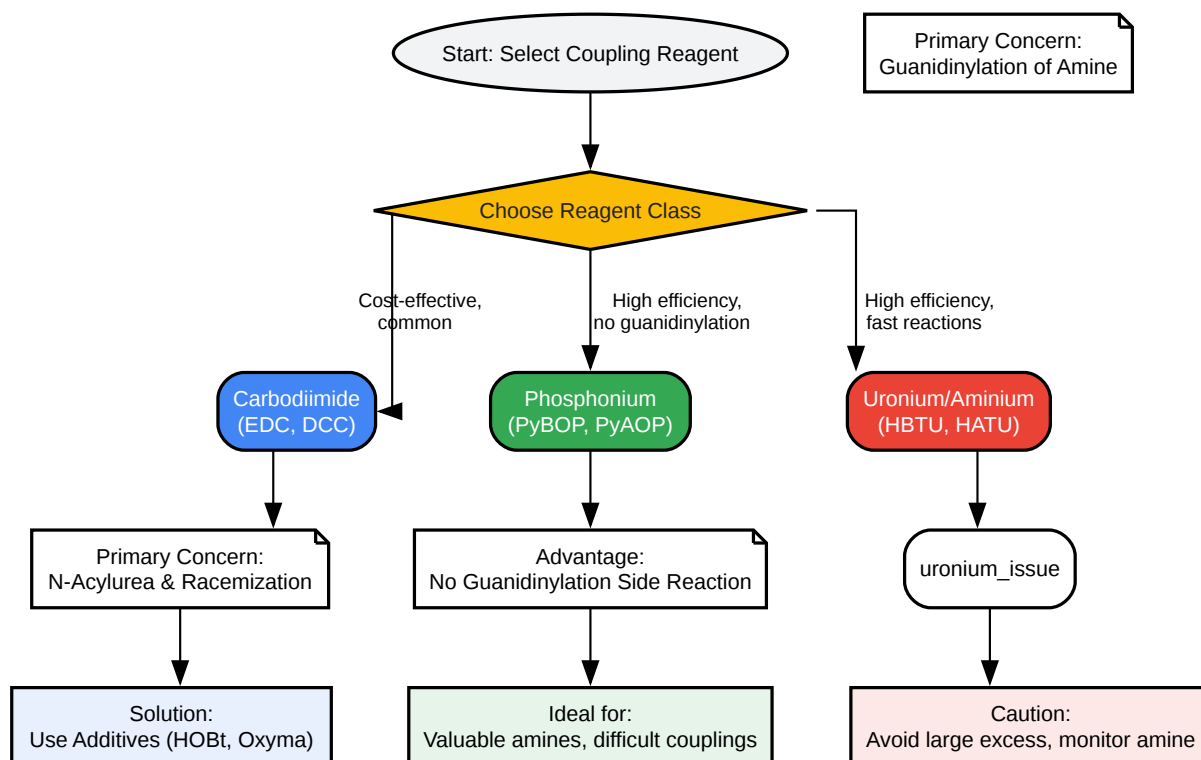 Start: Select Coupling Reagent
Primary Concern:
Guanidinylation of Amine
Choose Reagent Class
Cost-effective,
common
High efficiency,
no guanidinylation
High efficiency,
fast reactions
Carbodiimide
(EDC, DCC)
Phosphonium
(PyBOP, PyAOP)
Uronium/Aminium
(HBTU, HATU)
Primary Concern:
N-Acylurea & Racemization
Advantage:
No Guanidinylation Side Reaction
uronium_issue
Solution:
Use Additives (HOBt, Oxyma)
Ideal for:
Valuable amines, difficult couplings
Caution:
Avoid large excess, monitor amine